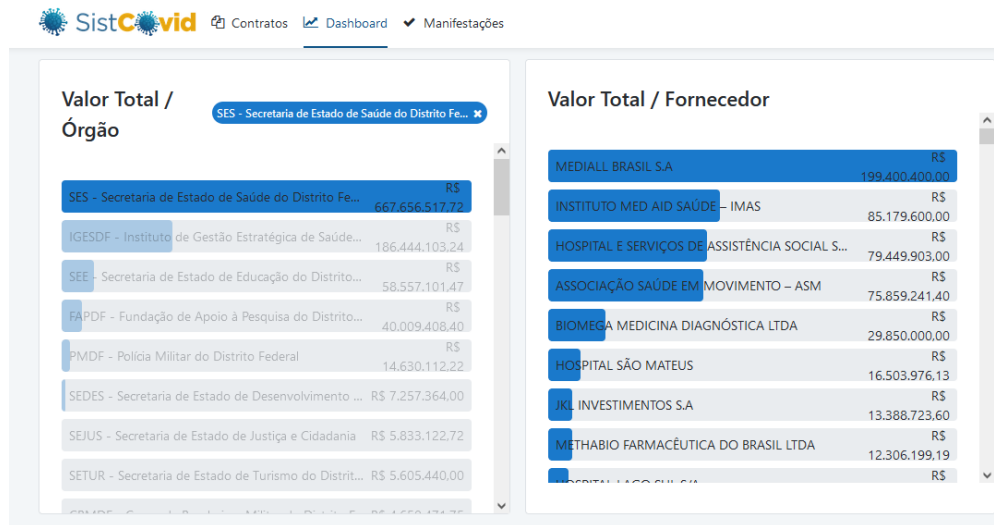 SistCovid Contratos Dashboard Manifestações
Valor Total /
Órgão
SES - Secretaria de Estado de Saúde do Distrito Fe... ×
SES - Secretaria de Estado de Saúde do Distrito Fe... R$ 667.656.517,72
IGESDF - Instituto de Gestão Estratégica de Saúde... R$ 186.444.103,24
SEE - Secretaria de Estado de Educação do Distrito... R$ 58.557.101,47
FAPDF - Fundação de Apoio à Pesquisa do Distrito... R$ 40.009.408,40
PMDF - Polícia Militar do Distrito Federal R$ 14.630.112,22
SEDES - Secretaria de Estado de Desenvolvimento ... R$ 7.257.364,00
SEJUS - Secretaria de Estado de Justiça e Cidadania R$ 5.833.122,72
SETUR - Secretaria de Estado de Turismo do Distrit... R$ 5.605.440,00
Valor Total / Fornecedor
MEDIALL BRASIL S.A R$ 199.400.400,00
INSTITUTO MED AID SAÚDE – IMAS R$ 85.179.600,00
HOSPITAL E SERVIÇOS DE ASSISTÊNCIA SOCIAL S... R$ 79.449.903,00
ASSOCIAÇÃO SAÚDE EM MOVIMENTO – ASM R$ 75.859.241,40
BIOMEGA MEDICINA DIAGNÓSTICA LTDA R$ 29.850.000,00
HOSPITAL SÃO MATEUS R$ 16.503.976,13
JKL INVESTIMENTOS S.A R$ 13.388.723,60
METHABIO FARMACÊUTICA DO BRASIL LTDA R$ 12.306.199,19
HOSPITAL LAGO SUL S/A R$